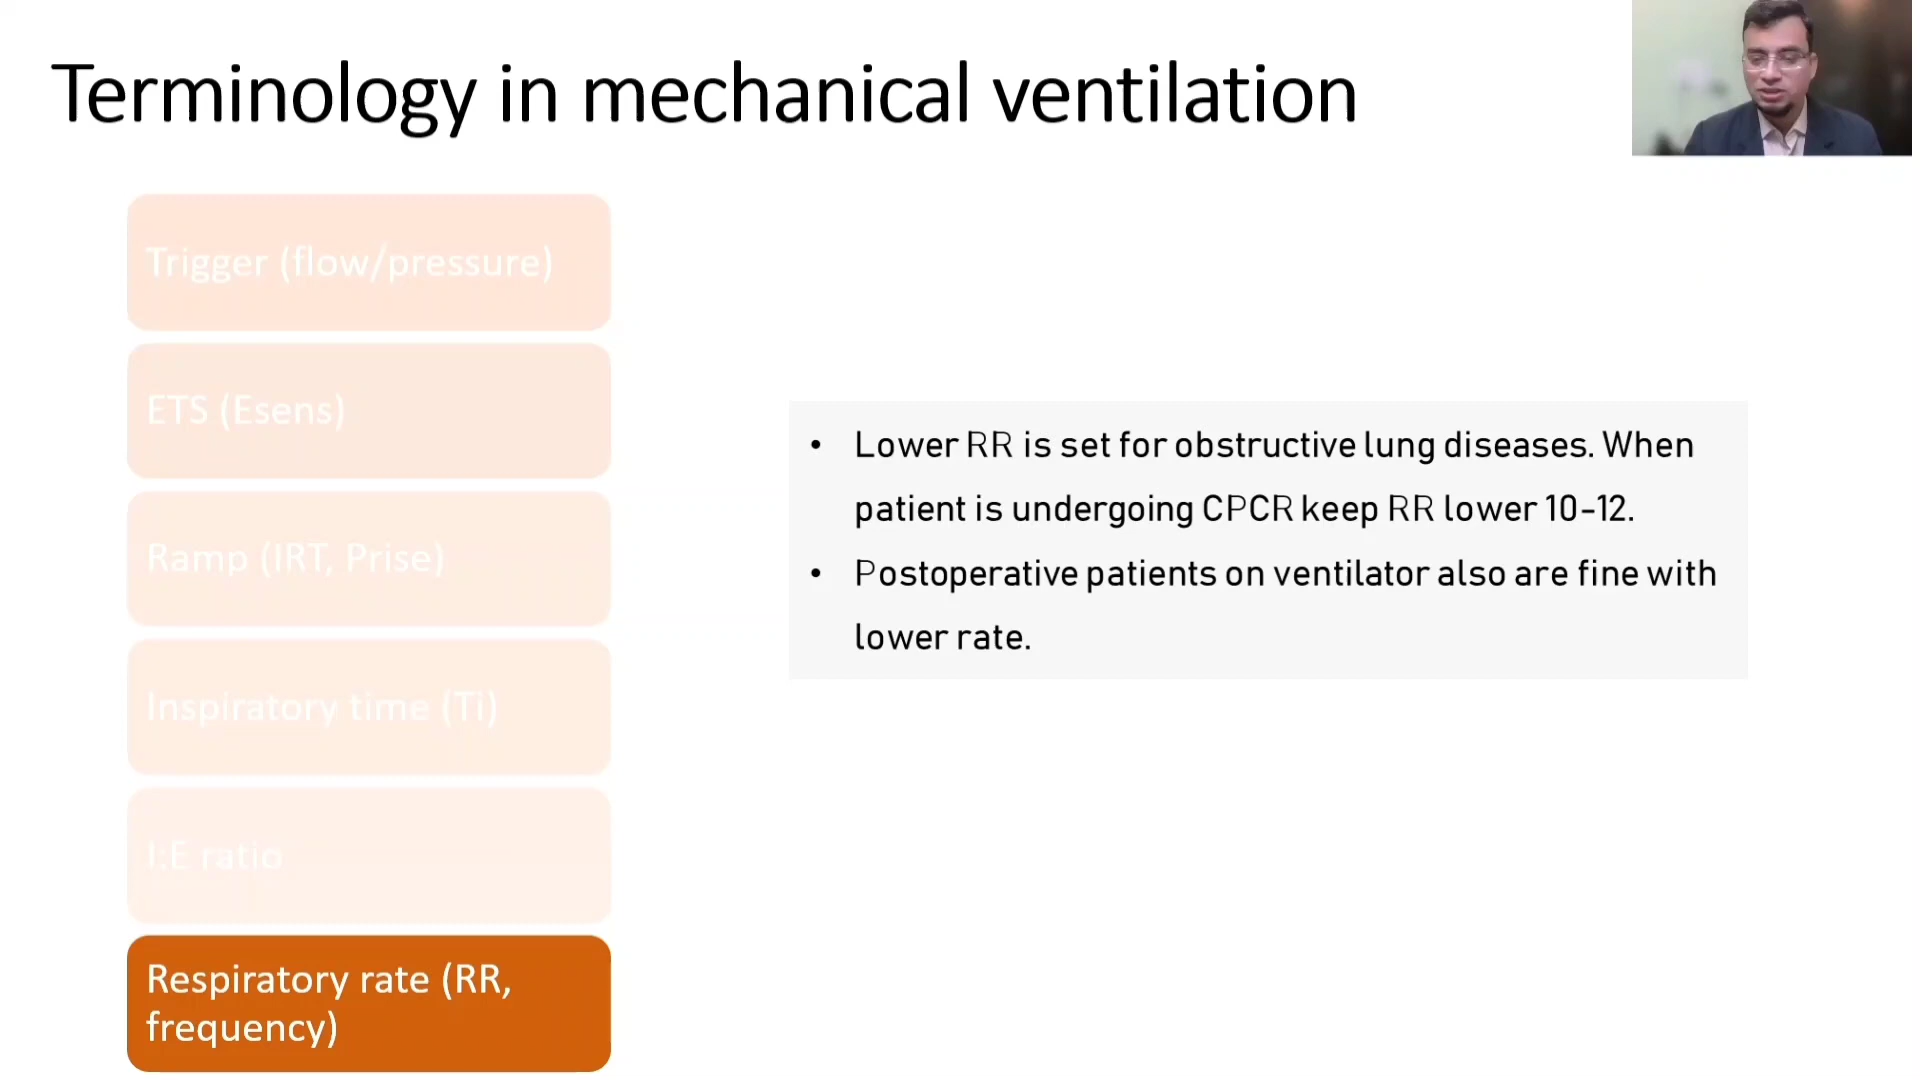 Terminology in mechanical ventilation
Trigger (flow/pressure)
ETS (Esens)
Ramp (IRT, Prise)
Inspiratory time (Ti)
I:E ratio
Respiratory rate (RR,
frequency)
• Lower RR is set for obstructive lung diseases. When
patient is undergoing CPCR keep RR lower 10-12.
• Postoperative patients on ventilator also are fine with
lower rate.